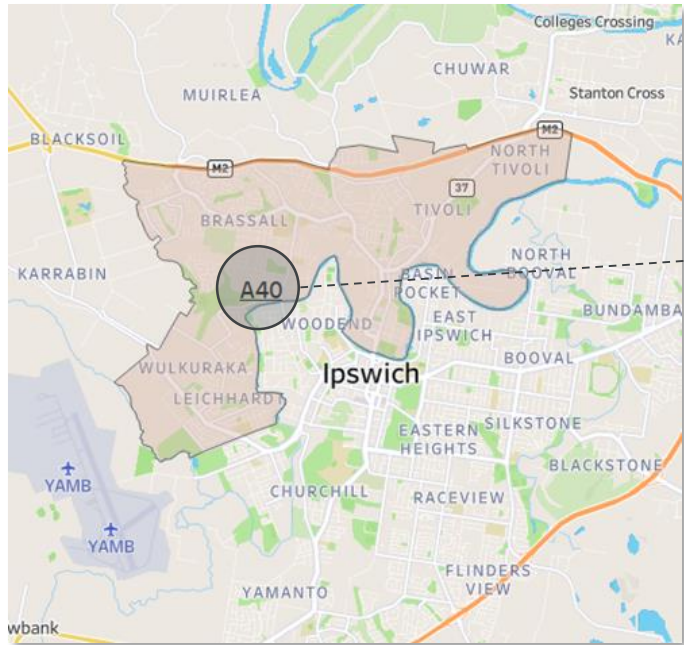 Colleges Crossing
KA
CHUWAR
MUIRLEA
Stanton Cross
BLACKSOIL
M2
M2
NORTH
TIVOLI
37
BRASSALL
TIVOLI
KARRABIN
A40
BASIN
POCKET
NORTH
BOOVAL
WOODEND
EAST
IPSWICH
BUNDAMBA
BOOVAL
WULKURAKA
Ipswich
LEICHHARDT
EASTERN
HEIGHTS
SILKSTONE
BLACKSTONE
YAMB
CHURCHILL
RACEVIEW
YAMB
FLINDERS
VIEW
YAMANTO
wbank